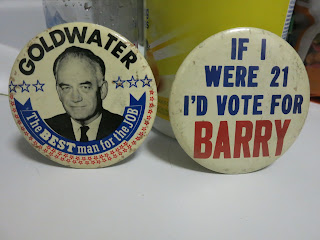 GOLDWATER
The BEST man for the JOB
IF I
WERE 21
I'D VOTE FOR
BARRY